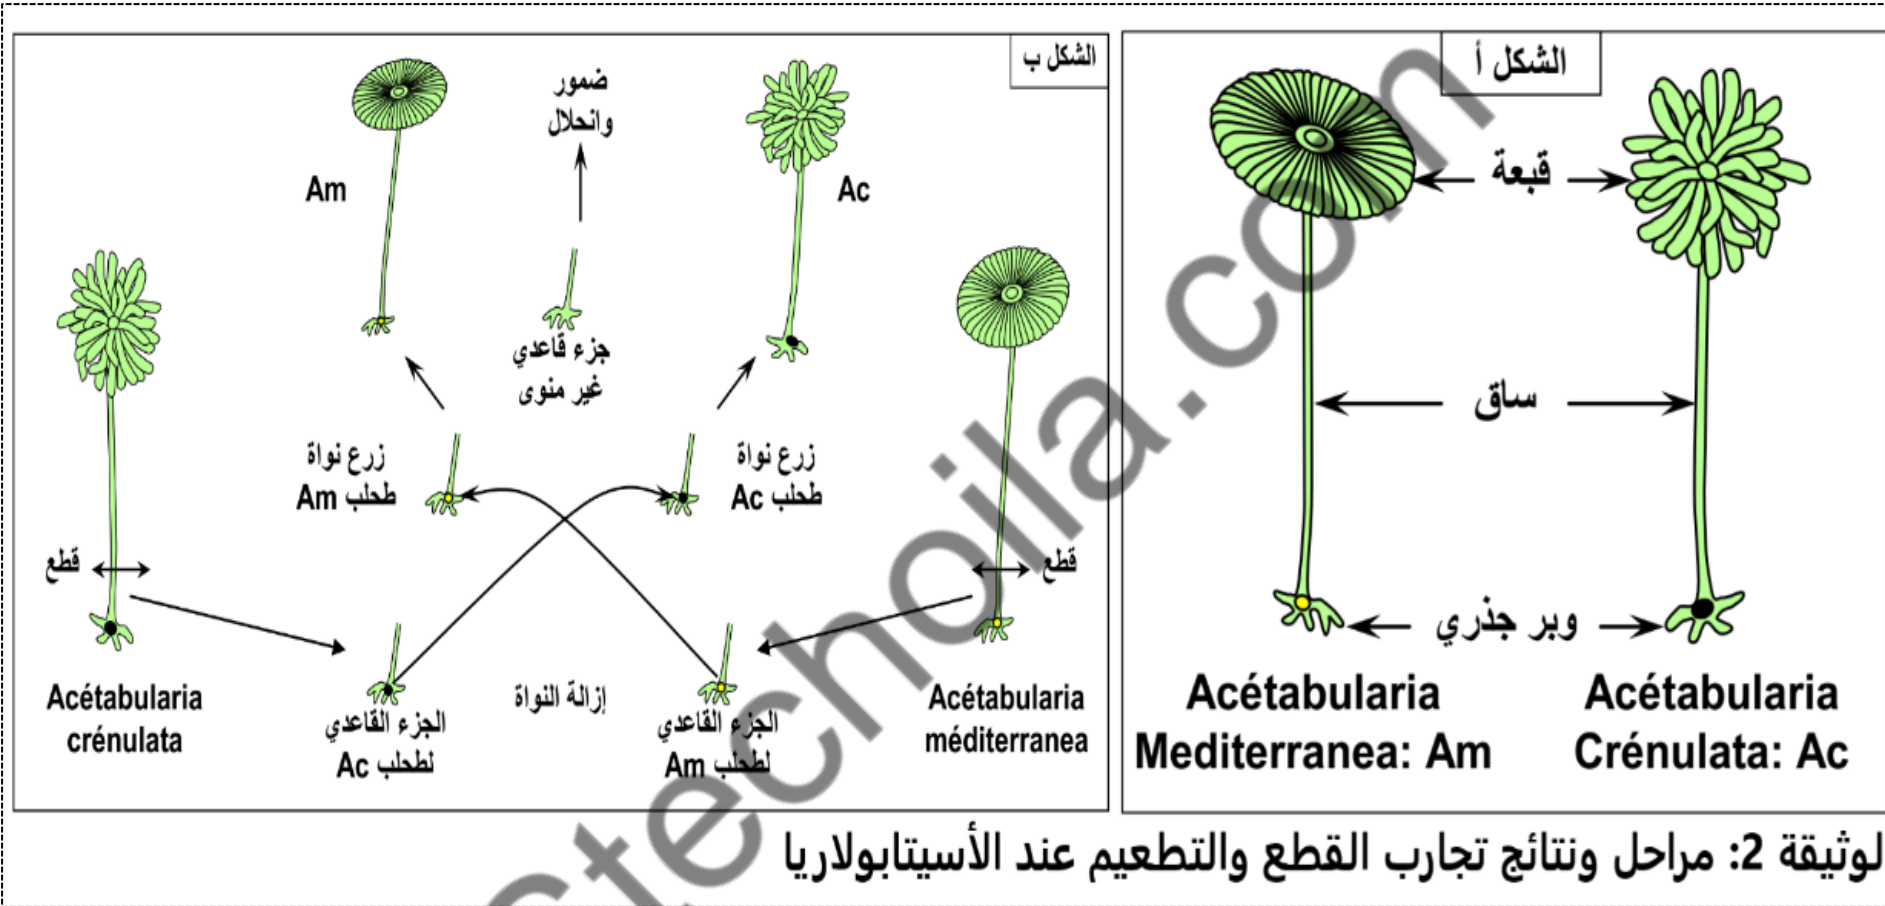 الشكل أ
قبعة
ساق
وبر جذري
Acétabularia
Mediterranea: Am
Acétabularia
Crénulata: Ac
الشكل ب
ضمور
وانحلال
Am
Ac
جزء قاعدي
غير منوى
زرع نواة
طحلب Am
زرع نواة
طحلب Ac
قطع
قطع
Acétabularia
crénulata
الجزء القاعدي
لطحلب Ac
إزالة النواة
الجزء القاعدي
لطحلب Am
Acétabularia
méditerranea
لوثيقة 2: مراحل ونتائج تجارب القطع والتطعيم عند الأسيتابولاريا
techoila.com